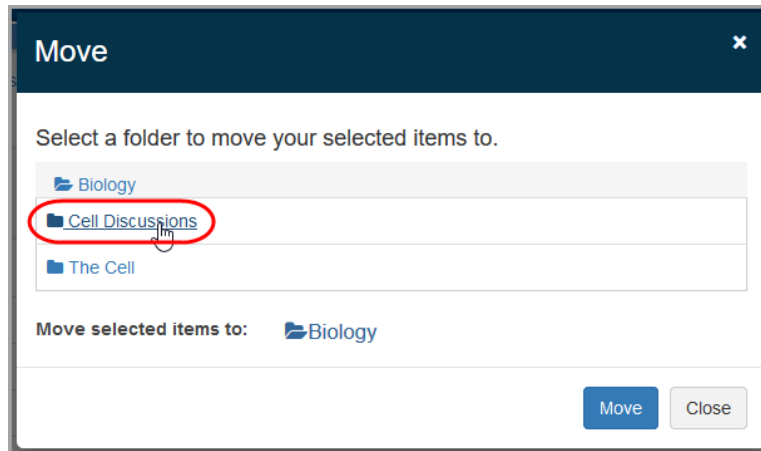 Move ×
Select a folder to move your selected items to.
Biology
Cell Discussions
The Cell
Move selected items to: Biology
Move Close